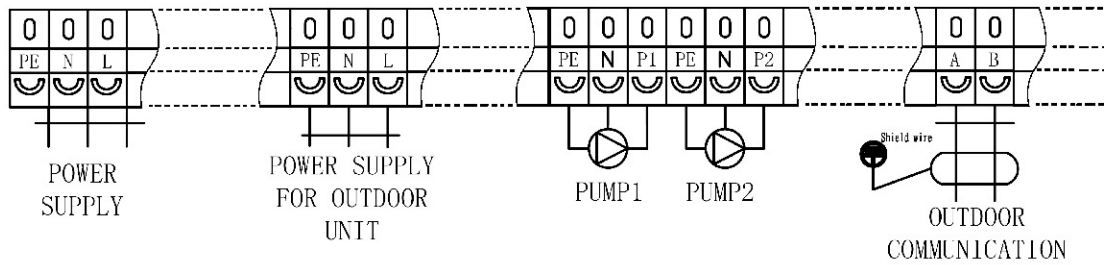 0 0 0 0 0 0 0 0 0 0 0 0 0 0
PE N L PE N L PE N P1 PE N P2 A B
Shield wire
POWER
SUPPLY
POWER SUPPLY
FOR OUTDOOR
UNIT
PUMP1 PUMP2
OUTDOOR
COMMUNICATION